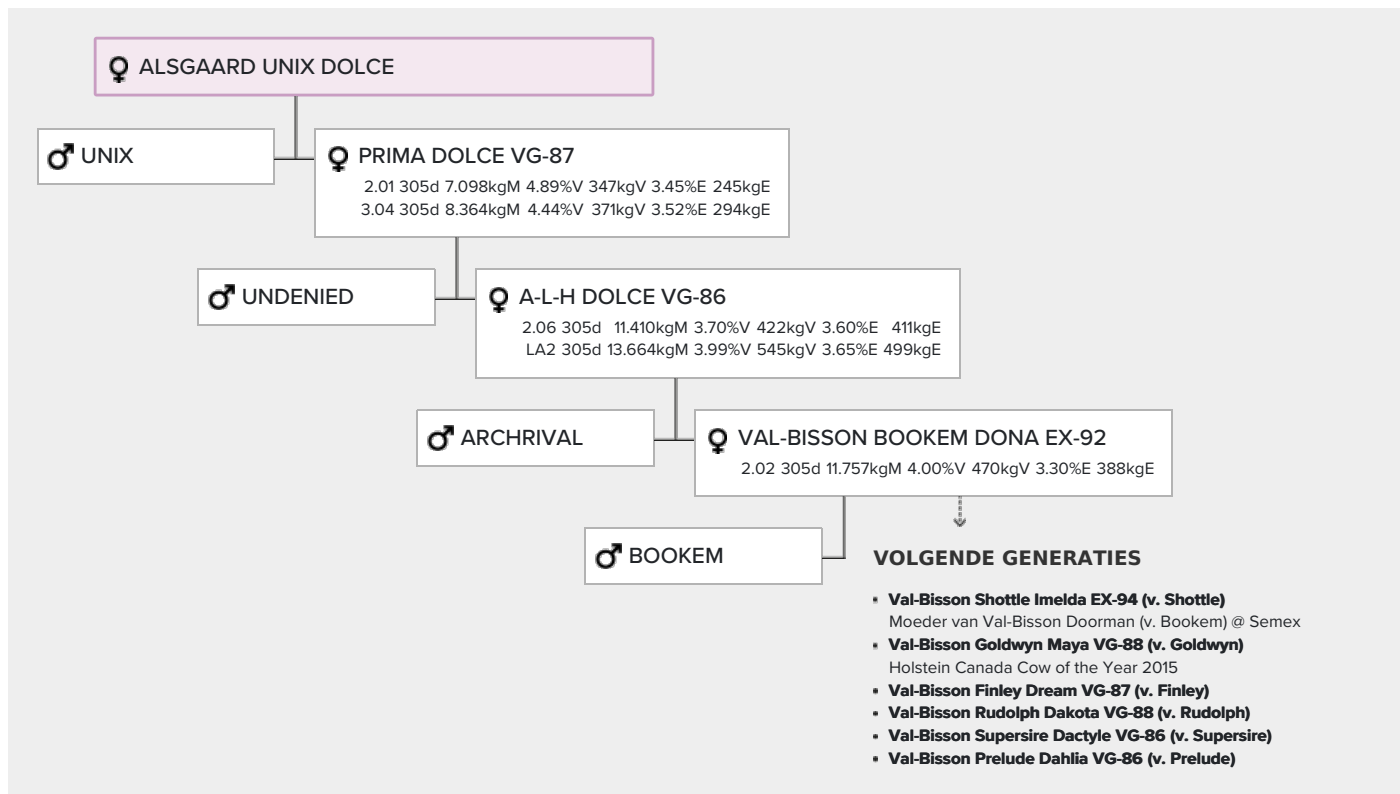 ALSGAARD UNIX DOLCE
UNIX
PRIMA DOLCE VG-87
2.01 305d 7.098kgM 4.89%V 347kgV 3.45%E 245kgE
3.04 305d 8.364kgM 4.44%V 371kgV 3.52%E 294kgE
UNDENIED
A-L-H DOLCE VG-86
2.06 305d 11.410kgM 3.70%V 422kgV 3.60%E 411kgE
LA2 305d 13.664kgM 3.99%V 545kgV 3.65%E 499kgE
ARCHRIVAL
VAL-BISSON BOOKEM DONA EX-92
2.02 305d 11.757kgM 4.00%V 470kgV 3.30%E 388kgE
BOOKEM
VOLGENDE GENERATIES
Val-Bisson Shottle Imelda EX-94 (v. Shottle)
Moeder van Val-Bisson Doorman (v. Bookem) @ Semex
Val-Bisson Goldwyn Maya VG-88 (v. Goldwyn)
Holstein Canada Cow of the Year 2015
Val-Bisson Finley Dream VG-87 (v. Finley)
Val-Bisson Rudolph Dakota VG-88 (v. Rudolph)
Val-Bisson Supersire Dactyle VG-86 (v. Supersire)
Val-Bisson Prelude Dahlia VG-86 (v. Prelude)